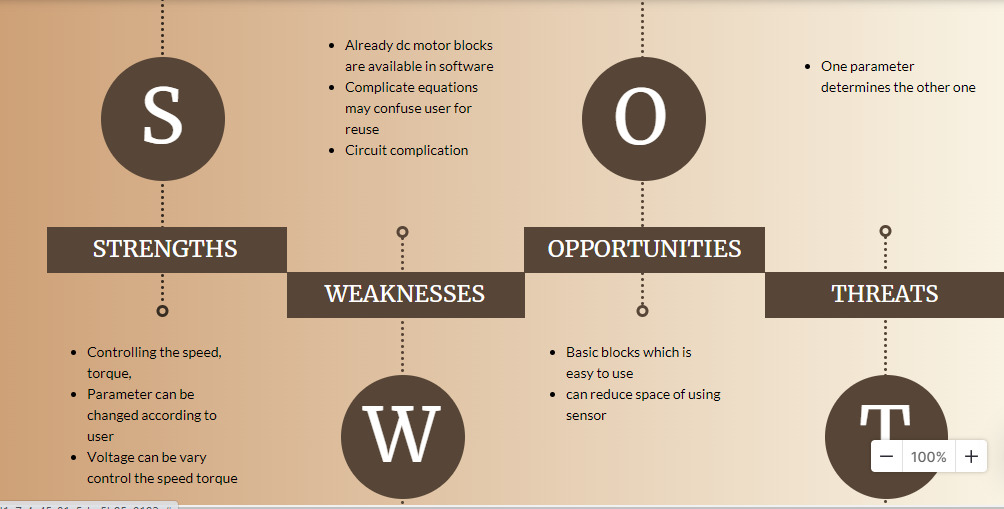 S
STRENGTHS
Controlling the speed,
torque,
Parameter can be
changed according to
user
Voltage can be vary
control the speed torque
Already dc motor blocks
are available in software
Complicate equations
may confuse user for
reuse
Circuit complication
WEAKNESSES
W
O
OPPORTUNITIES
Basic blocks which is
easy to use
can reduce space of using
sensor
One parameter
determines the other one
THREATS
T
− 100% +